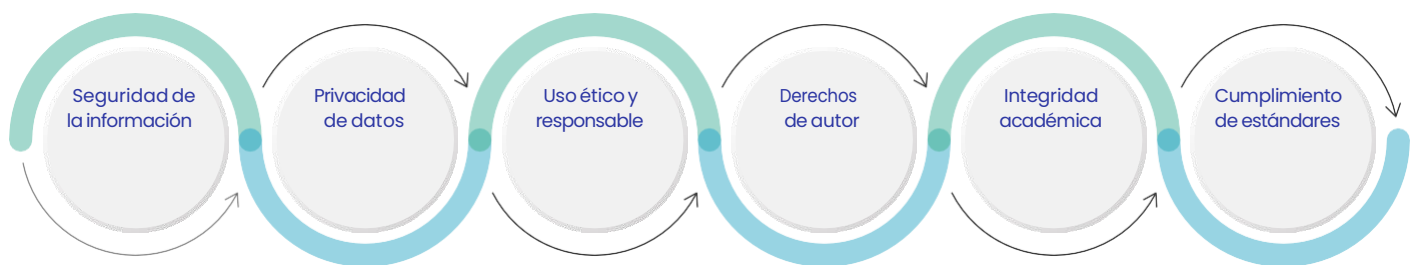 Seguridad de
la información
Privacidad
de datos
Uso ético y
responsable
Derechos
de autor
Integridad
académica
Cumplimiento
de estándares